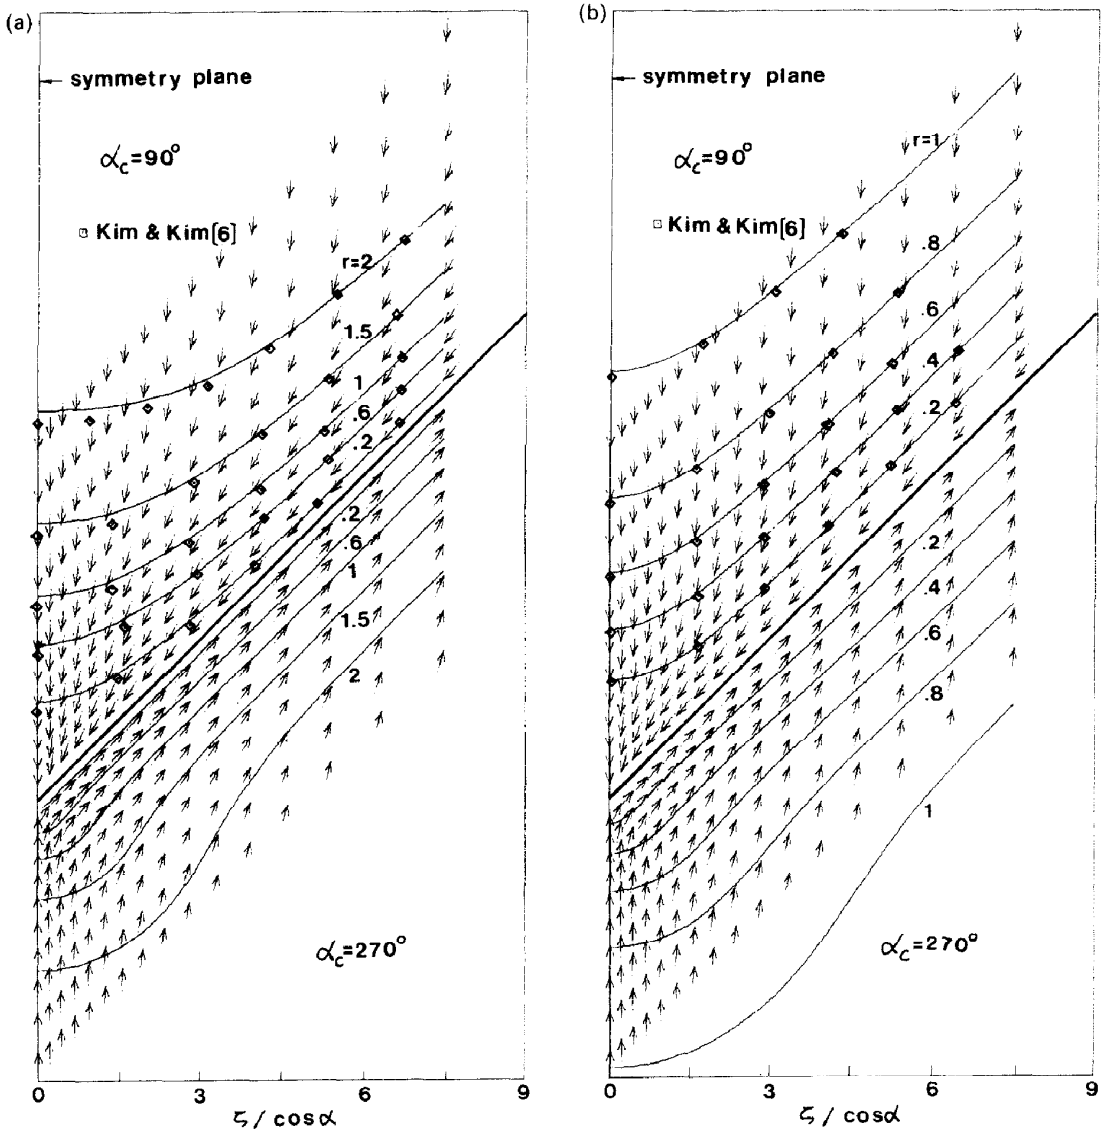 (a)
symmetry plane
α_c=90°
Kim & Kim[6]
r=2
1.5
1
.6
.2
.2
.6
1
1.5
2
α_c=270°
0 3 6 9
ζ / cosα
(b)
symmetry plane
α_c=90°
Kim & Kim[6]
r=1
.8
.6
.4
.2
.2
.4
.6
.8
1
α_c=270°
0 3 6 9
ζ / cosα